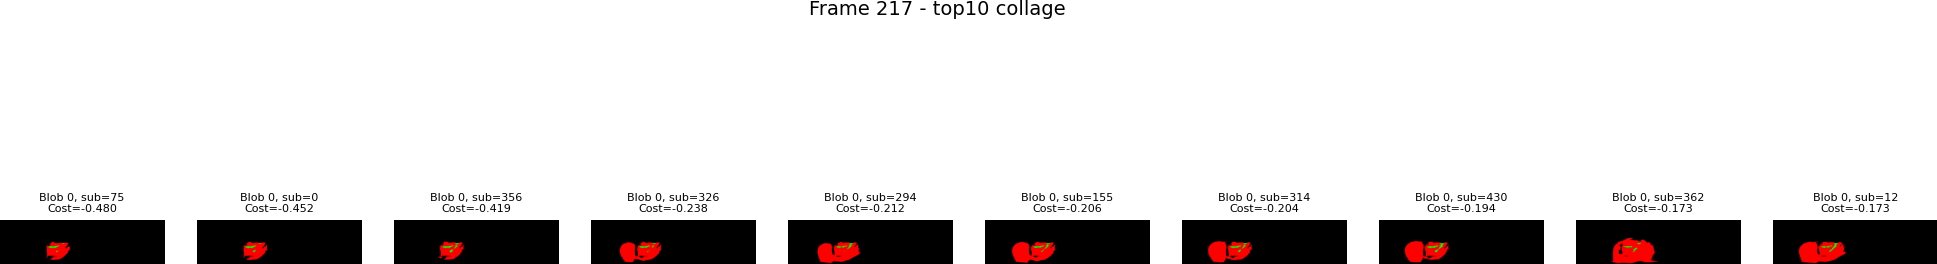 Frame 217 - top10 collage
Blob 0, sub=75
Cost=-0.480
Blob 0, sub=0
Cost=-0.452
Blob 0, sub=356
Cost=-0.419
Blob 0, sub=326
Cost=-0.238
Blob 0, sub=294
Cost=-0.212
Blob 0, sub=155
Cost=-0.206
Blob 0, sub=314
Cost=-0.204
Blob 0, sub=430
Cost=-0.194
Blob 0, sub=362
Cost=-0.173
Blob 0, sub=12
Cost=-0.173